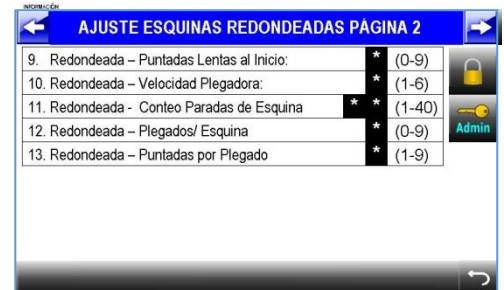 INFORMACIÓN
AJUSTE ESQUINAS REDONDEADAS PÁGINA 2
9. Redondeada – Puntadas Lentas al Inicio: * (0-9)
10. Redondeada – Velocidad Plegadora: * (1-6)
11. Redondeada - Conteo Paradas de Esquina * * (1-40)
12. Redondeada – Plegados/ Esquina * (0-9)
13. Redondeada – Puntadas por Plegado * (1-9)
Admin